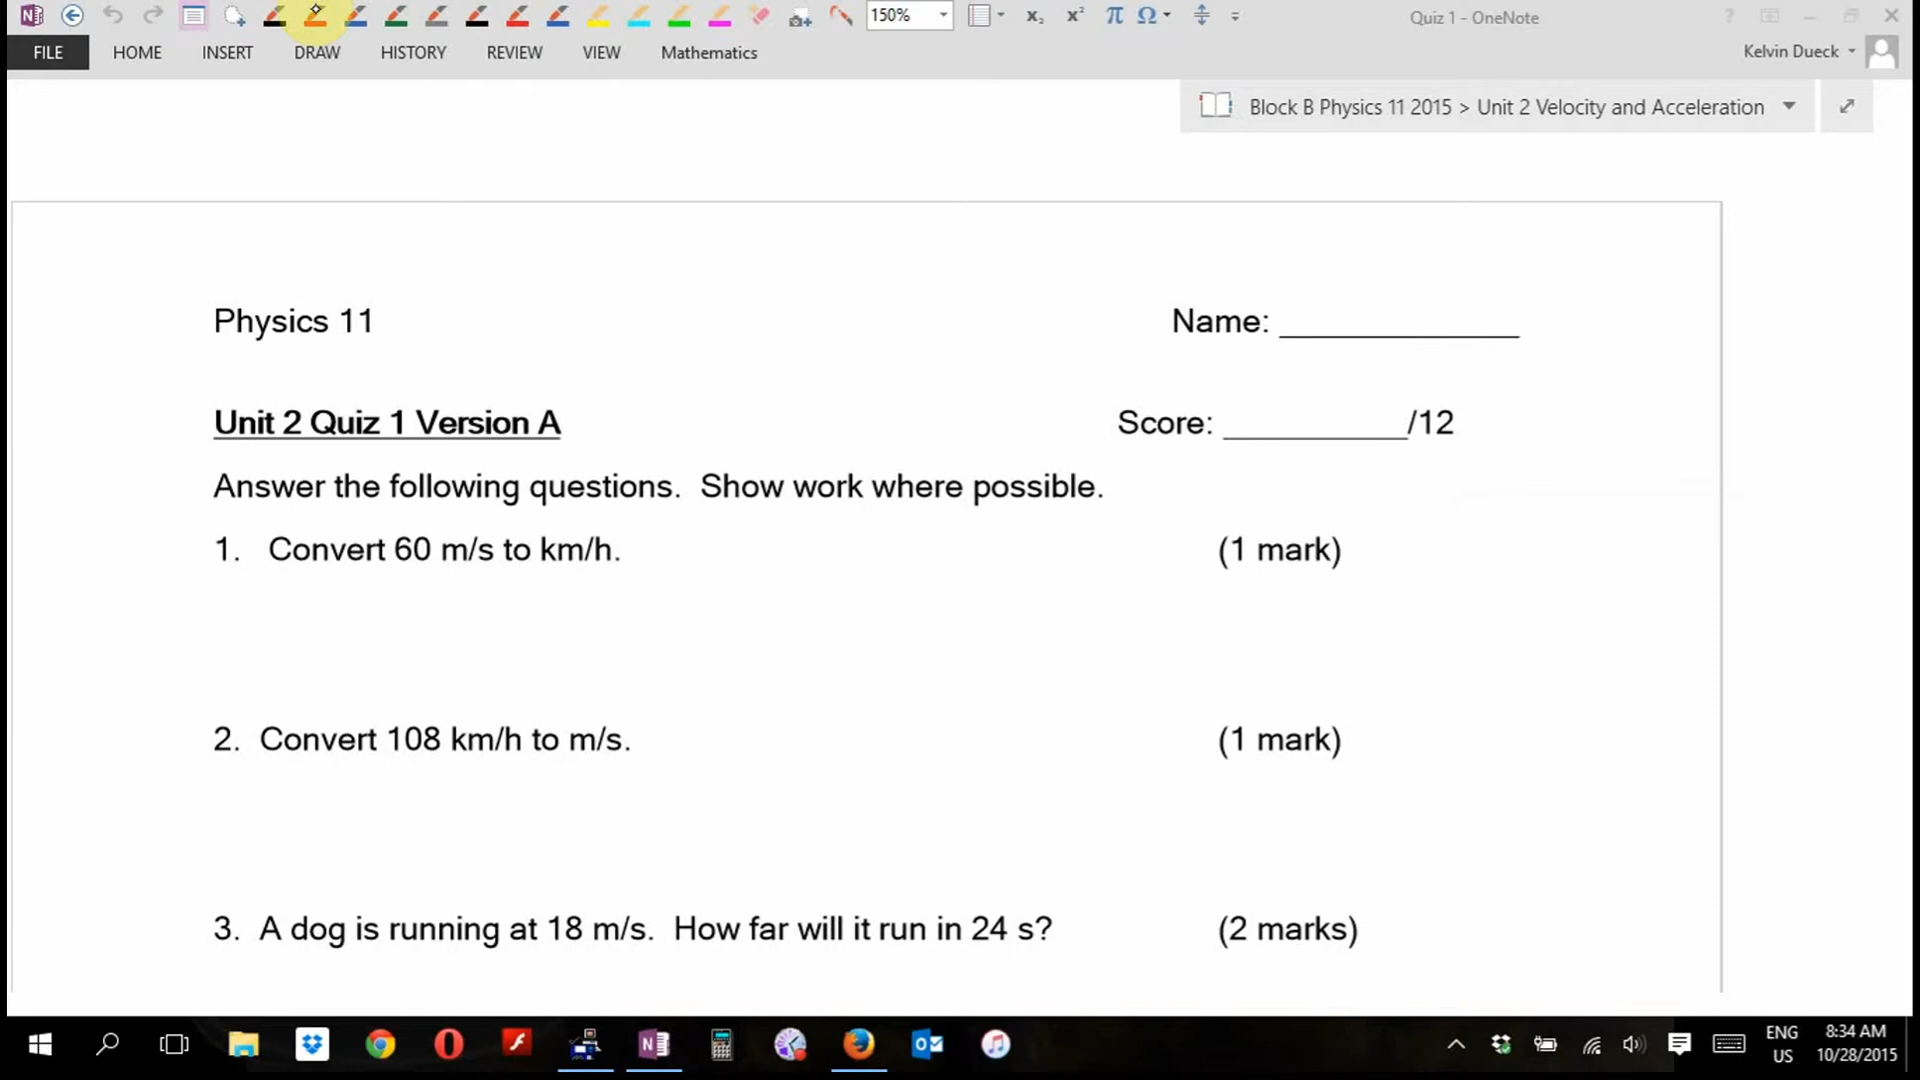 150%
Quiz 1 - OneNote
FILE HOME INSERT DRAW HISTORY REVIEW VIEW Mathematics
Kelvin Dueck
Block B Physics 11 2015 > Unit 2 Velocity and Acceleration
Physics 11 Name: _____________
Unit 2 Quiz 1 Version A Score: __________/12
Answer the following questions. Show work where possible.
1. Convert 60 m/s to km/h. (1 mark)
2. Convert 108 km/h to m/s. (1 mark)
3. A dog is running at 18 m/s. How far will it run in 24 s? (2 marks)
ENG 8:34 AM
US 10/28/2015